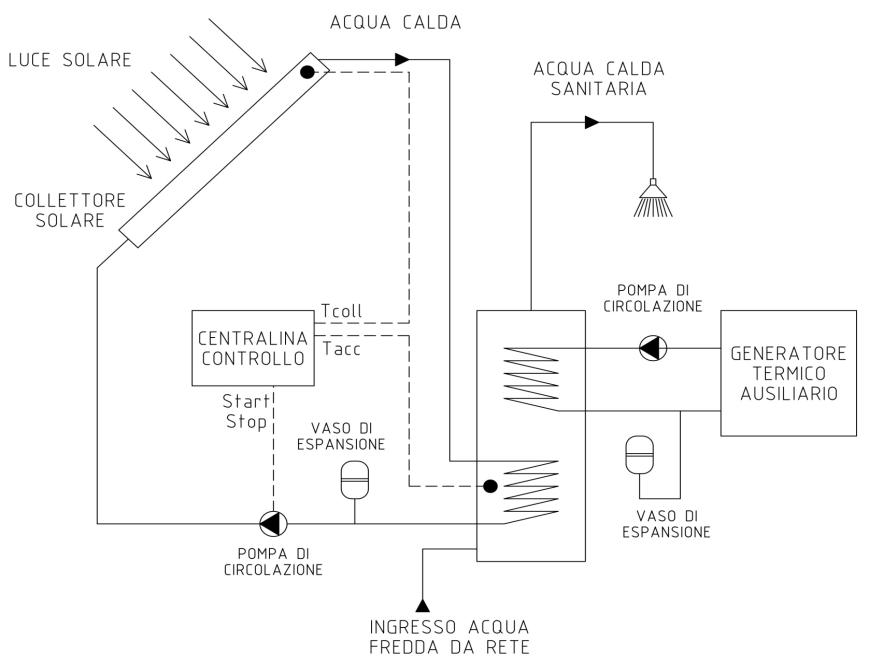 ACQUA CALDA
LUCE SOLARE
ACQUA CALDA
SANITARIA
COLLETTORE
SOLARE
POMPA DI
CIRCOLAZIONE
Tcoll
CENTRALINA
CONTROLLO
Tacc
GENERATORE
TERMICO
AUSILIARIO
Start
Stop
VASO DI
ESPANSIONE
VASO DI
ESPANSIONE
POMPA DI
CIRCOLAZIONE
INGRESSO ACQUA
FREDDA DA RETE